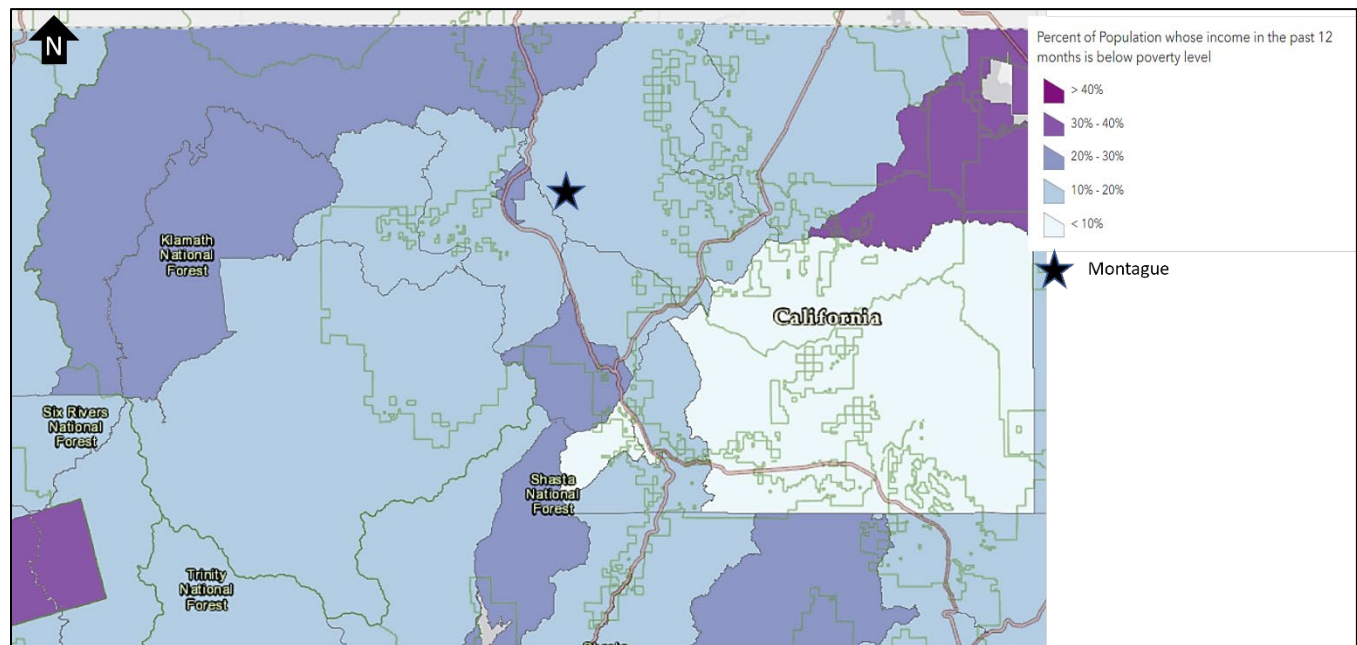 N
Percent of Population whose income in the past 12
months is below poverty level
> 40%
30% - 40%
20% - 30%
10% - 20%
< 10%
Montague
Klamath
National
Forest
California
Six Rivers
National
Forest
Shasta
National
Forest
Trinity
National
Forest